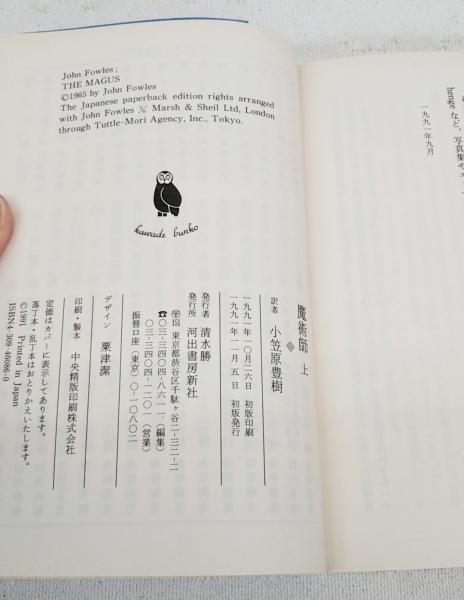 John Fowles ;
THE MAGUS
©1965 by John Fowles
The Japanese paperback edition rights arranged
with John Fowles ℅ Marsh & Sheil Ltd, London
through Tuttle-Mori Agency, Inc., Tokyo.
kawade bunko
魔術師 上
訳者 小笠原豊樹
一九九一年一〇月二六日 初版印刷
一九九一年一一月五日 初版発行
発行者 清水勝
発行所 河出書房新社
東京都渋谷区千駄ヶ谷二-三二-二
☎〇三-三四〇四-八六一一(編集)
〇三-三四〇四-一二〇一(営業)
振替口座(東京)〇-一〇八〇二
デザイン 粟津潔
印刷・製本 中央精版印刷株式会社
定価はカバーに表示してあります。
落丁本・乱丁本はおとりかえいたします。
©1991 Printed in Japan
ISBN4-309-46086-0
henge など、写真集や
一九九一年九月